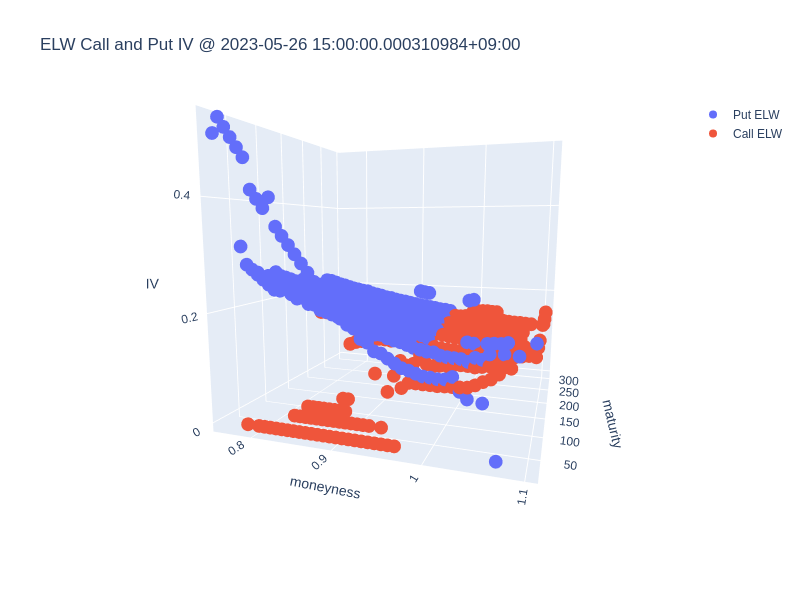 ELW Call and Put IV @ 2023-05-26 15:00:00.000310984+09:00
Put ELW
Call ELW
0.4
IV
0.2
0
0.8
0.9
1
1.1
moneyness
300
250
200
150
100
50
maturity